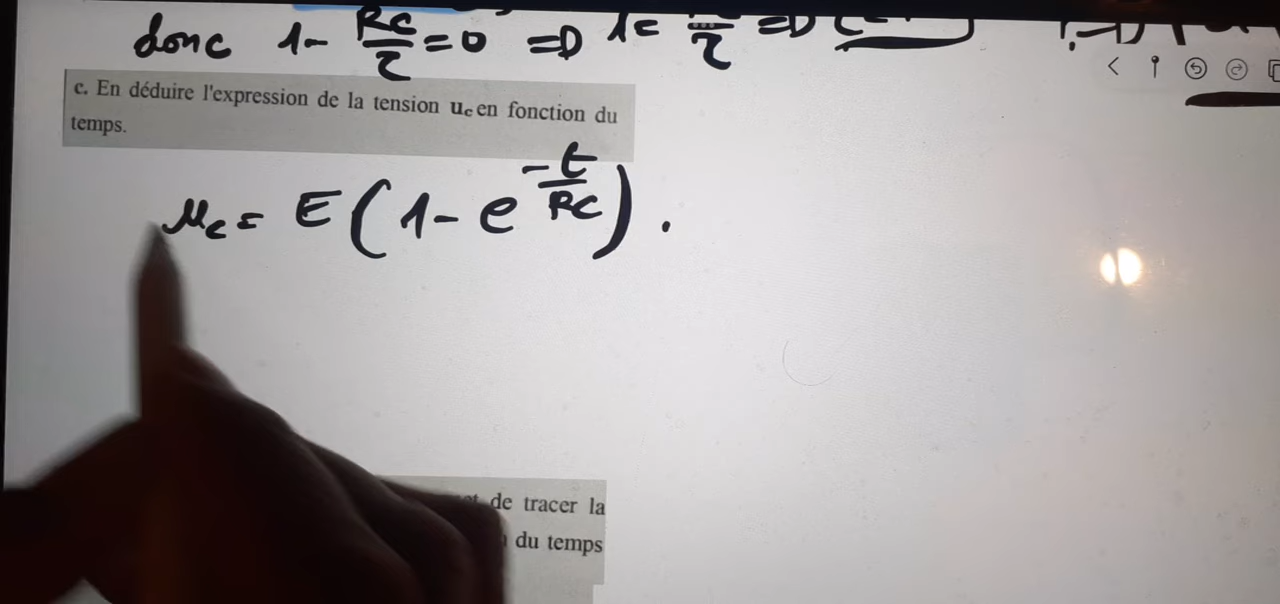 donc 1 - RC/τ = 0 => 1 = /τ =>
c. En déduire l'expression de la tension uc en fonction du
temps.
uc = E(1 - e^(-t/RC)).
de tracer la
du temps